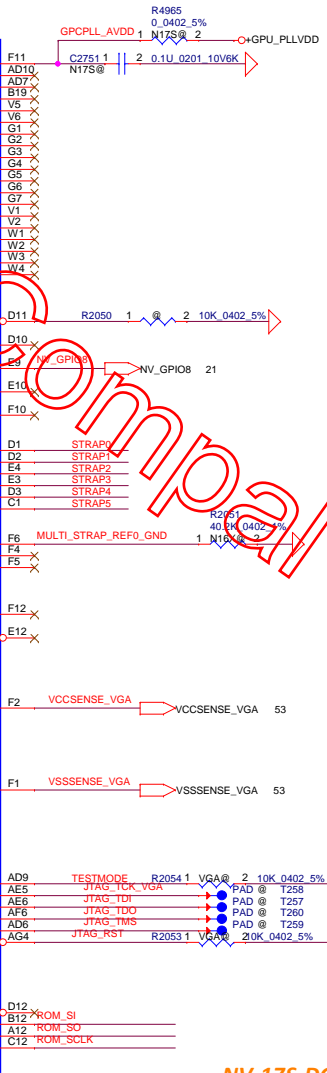 R4965
0_0402_5%
GPCPLL_AVDD 1 N17S@ 2 +GPU_PLLVDD
F11 C2751 1 2 0.1U_0201_10V6K
N17S@
AD10
AD7
B19
V5
V6
G1
G2
G3
G4
G5
G6
G7
V1
V2
W1
W2
W3
W4
D11 R2050 1 @ 2 10K_0402_5%
D10
E9 NV_GPIO8 NV_GPIO8 21
E10
F10
D1 STRAP0
D2 STRAP1
E4 STRAP2
E3 STRAP3
D3 STRAP4
C1 STRAP5
R2051
40.2K_0402_1%
F6 MULTI_STRAP_REF0_GND 1 N16X@ 2
F4
F5
F12
E12
F2 VCCSENSE_VGA VCCSENSE_VGA 53
F1 VSSSENSE_VGA VSSSENSE_VGA 53
AD9 TESTMODE R2054 1 VGA@ 2 10K_0402_5%
AE5 JTAG_TCK_VGA PAD @ T258
AE6 JTAG_TDI PAD @ T257
AF6 JTAG_TDO PAD @ T260
AD6 JTAG_TMS PAD @ T259
AG4 JTAG_RST R2053 1 VGA@ 2 10K_0402_5%
D12
B12 ROM_SI
A12 ROM_SO
C12 ROM_SCLK
Compal